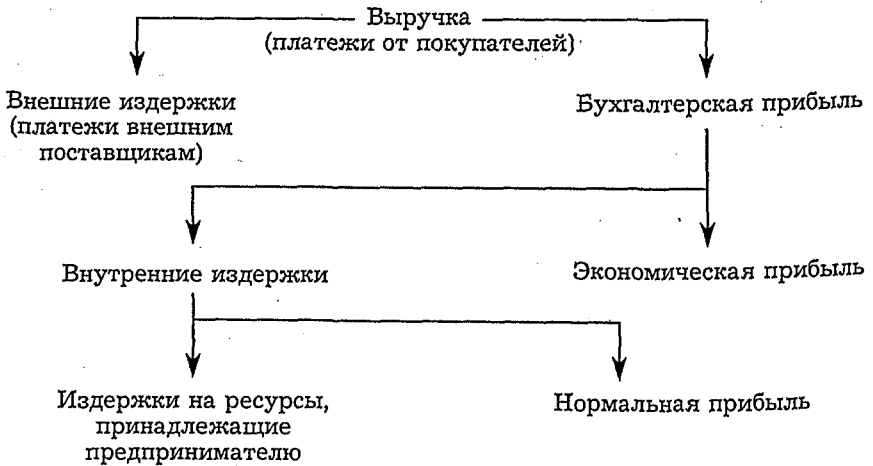 Выручка
(платежи от покупателей)
Внешние издержки
(платежи внешним
поставщикам)
Бухгалтерская прибыль
Внутренние издержки
Экономическая прибыль
Издержки на ресурсы,
принадлежащие
предпринимателю
Нормальная прибыль